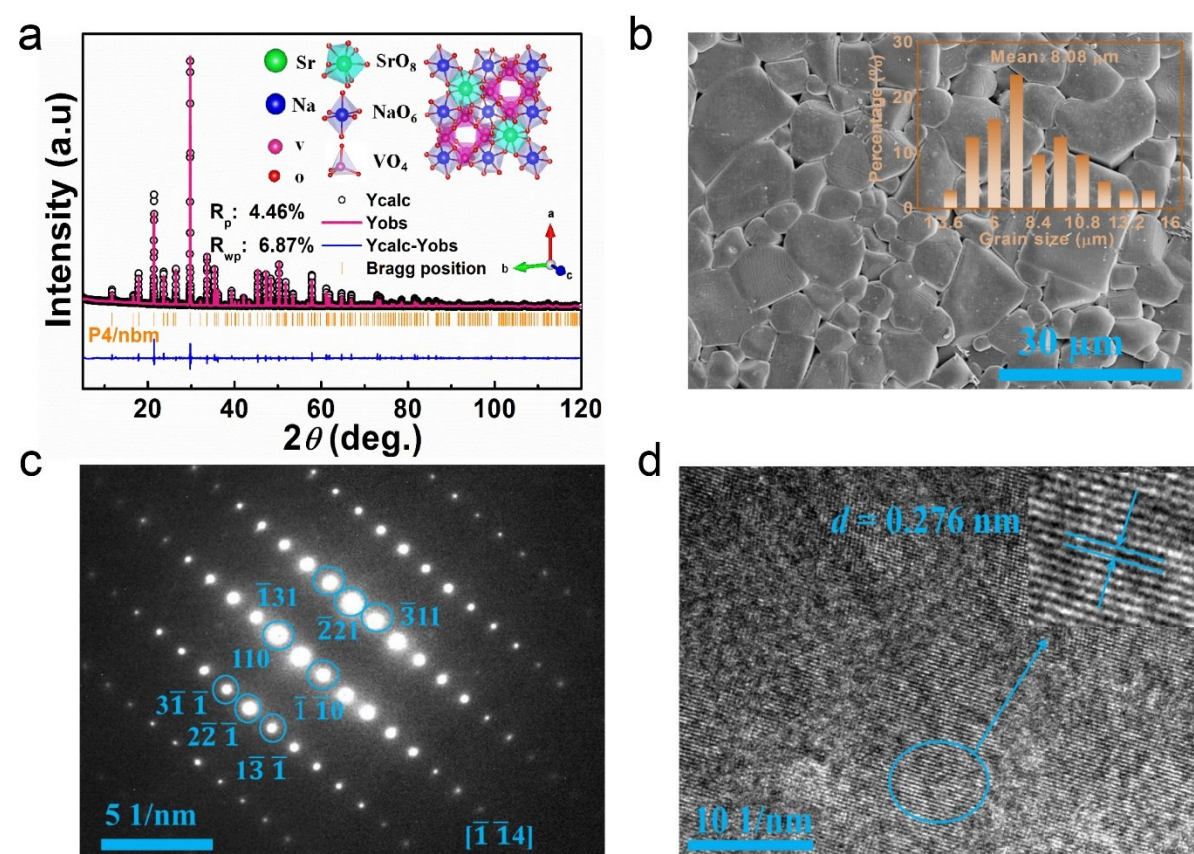 a
Intensity (a.u)
Sr
SrO₈
Na
NaO₆
v
VO₄
o
Ycalc
Rp: 4.46%
Yobs
Rwp: 6.87%
Ycalc-Yobs
Bragg position
a
b
c
P4/nbm
20 40 60 80 100 120
2θ (deg.)
b
30
20
10
0
Percentage (%)
Mean: 8.08 μm
13.6 6 8.4 10.8 13.2 16
Grain size (μm)
30 μm
c
1̅31
3̅11
2̅21
110
1̅ 1̅0
31̅ 1̅
22̅ 1̅
13̅ 1̅
5 1/nm
[1̅ 1̅4]
d
d = 0.276 nm
10 1/nm